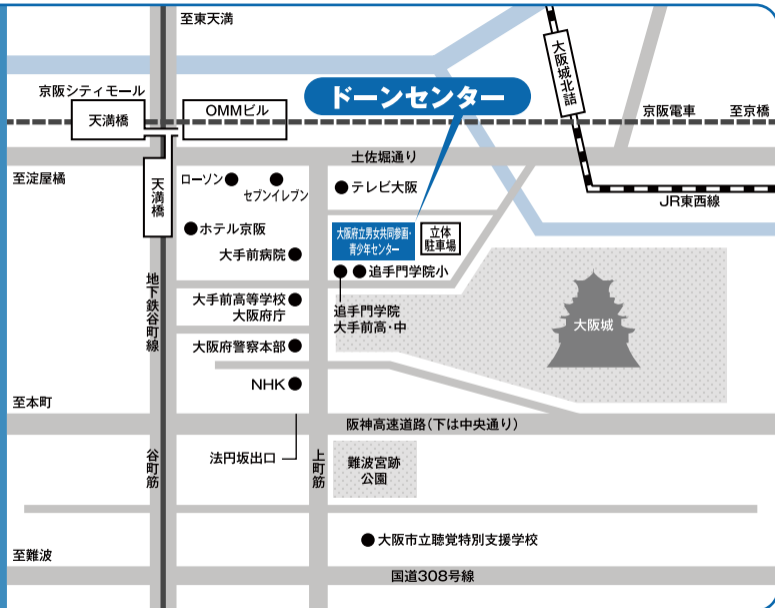 至東天満
大阪城北詰
京阪シティモール
天満橋
OMMビル
ドーンセンター
京阪電車
至京橋
土佐堀通り
至淀屋橋
天満橋
ローソン
セブンイレブン
テレビ大阪
JR東西線
ホテル京阪
大阪府立男女共同参画・
青少年センター
立体
駐車場
大手前病院
追手門学院小
地下鉄谷町線
大手前高等学校
大阪府庁
追手門学院
大手前高・中
大阪城
大阪府警察本部
NHK
至本町
阪神高速道路(下は中央通り)
谷町筋
法円坂出口
上町筋
難波宮跡
公園
大阪市立聴覚特別支援学校
至難波
国道308号線